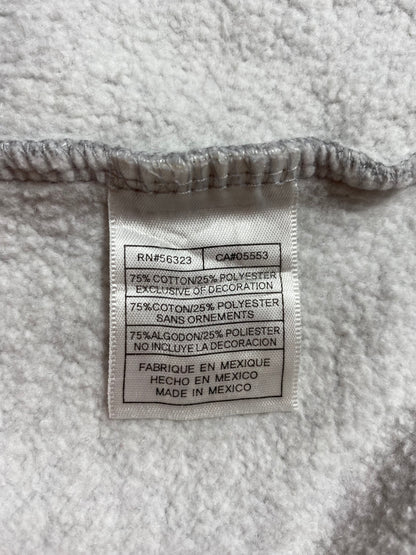 RN#56323 CA#05553
75% COTTON/25% POLYESTER
EXCLUSIVE OF DECORATION
75%COTON/25% POLYESTER
SANS ORNEMENTS
75%ALGODON/25% POLIESTER
NO INCLUYE LA DECORACION
FABRIQUE EN MEXIQUE
HECHO EN MEXICO
MADE IN MEXICO